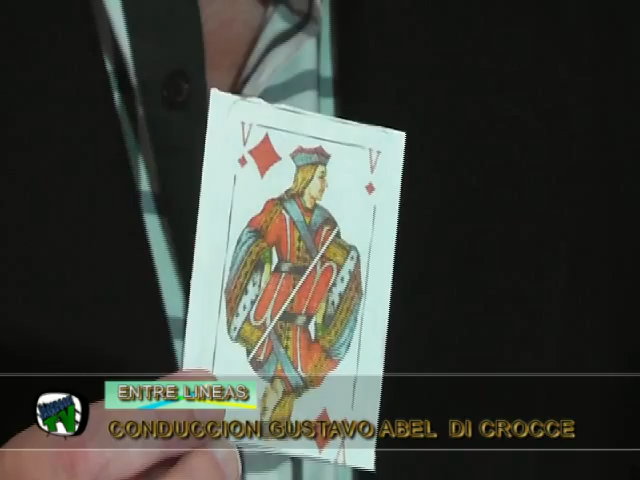 V
V
ENTRE LINEAS
CONDUCCION GUSTAVO ABEL DI CROCCE